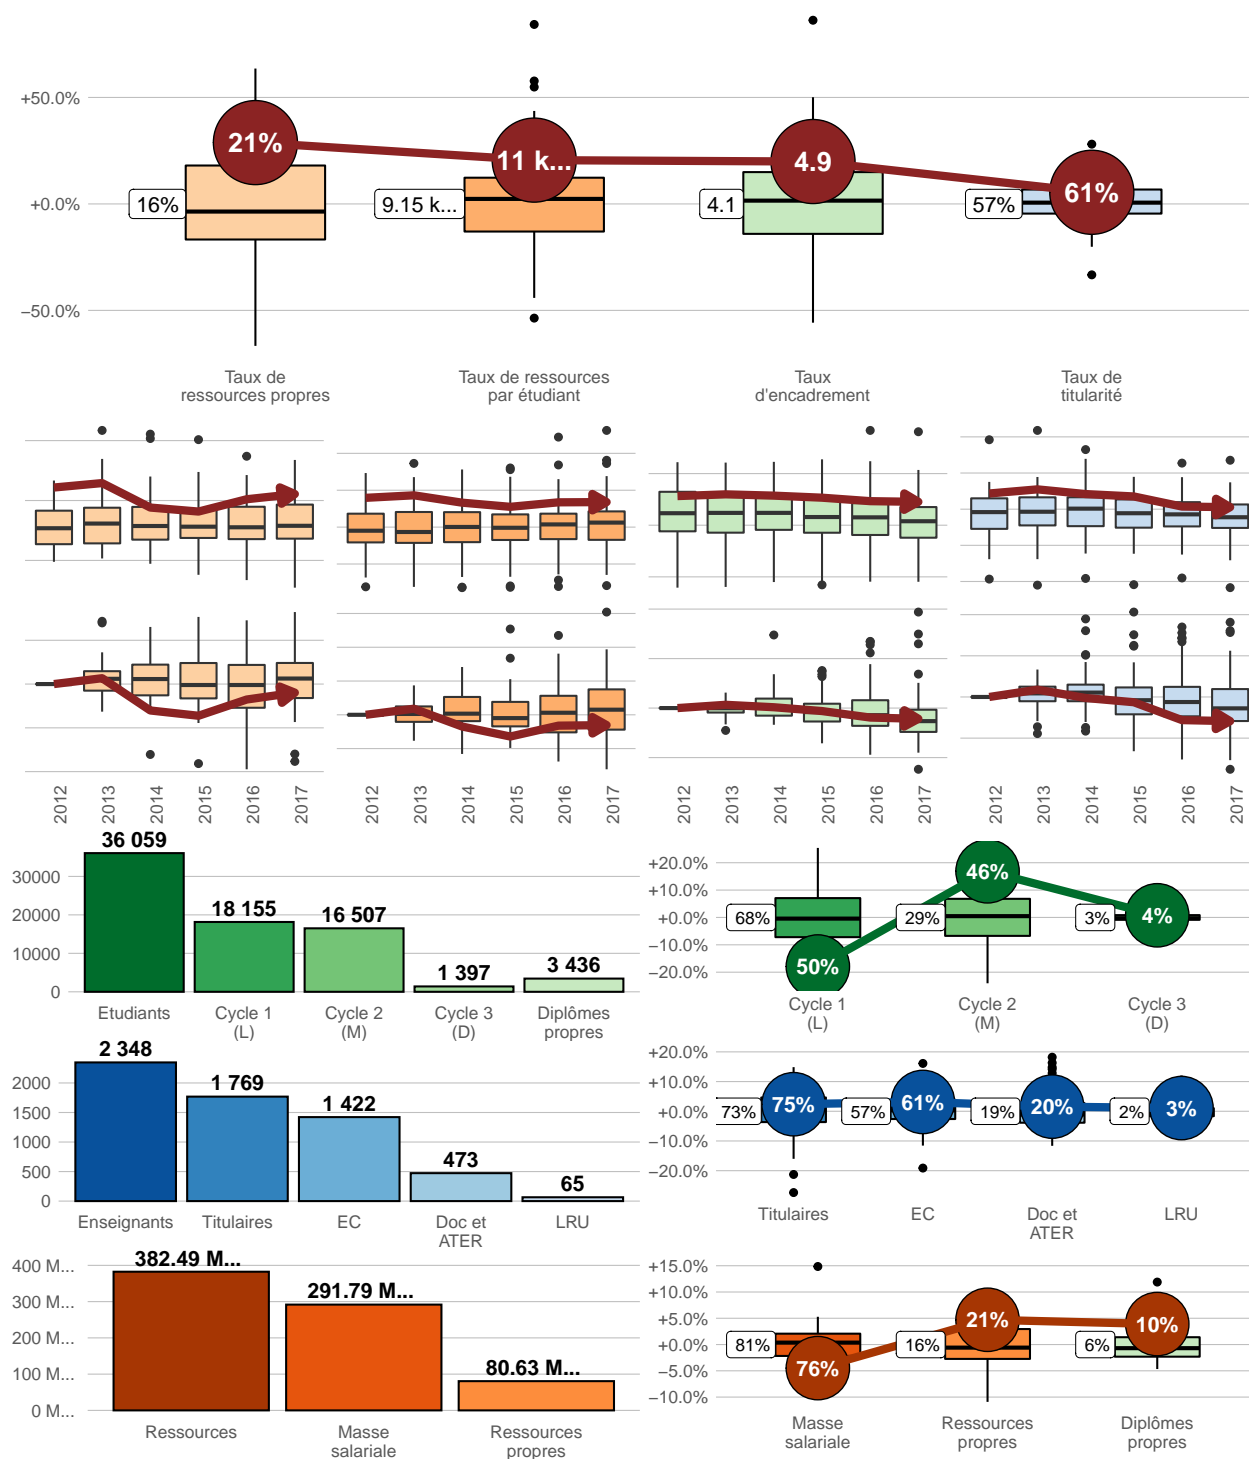 +50.0%
+0.0%
−50.0%
21%
11 k...
4.9
61%
16%
9.15 k...
4.1
57%
Taux de
ressources propres
Taux de ressources
par étudiant
Taux
d'encadrement
Taux de
titularité
2012 2013 2014 2015 2016 2017
2012 2013 2014 2015 2016 2017
2012 2013 2014 2015 2016 2017
2012 2013 2014 2015 2016 2017
36 059
18 155
16 507
1 397
3 436
30000
20000
10000
0
Etudiants
Cycle 1
(L)
Cycle 2
(M)
Cycle 3
(D)
Diplômes
propres
+20.0%
+10.0%
+0.0%
−10.0%
−20.0%
68%
50%
29%
46%
3%
4%
Cycle 1
(L)
Cycle 2
(M)
Cycle 3
(D)
2 348
1 769
1 422
473
65
2000
1500
1000
500
0
Enseignants
Titulaires
EC
Doc et
ATER
LRU
+20.0%
+10.0%
+0.0%
−10.0%
−20.0%
73%
75%
57%
61%
19%
20%
2%
3%
Titulaires
EC
Doc et
ATER
LRU
382.49 M...
291.79 M...
80.63 M...
400 M...
300 M...
200 M...
100 M...
0 M...
Ressources
Masse
salariale
Ressources
propres
+15.0%
+10.0%
+5.0%
+0.0%
−5.0%
−10.0%
81%
76%
16%
21%
6%
10%
Masse
salariale
Ressources
propres
Diplômes
propres